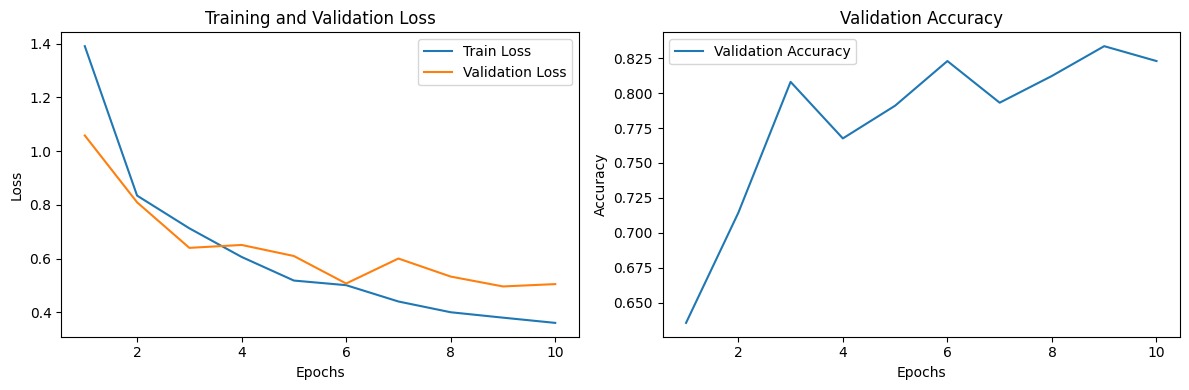 Training and Validation Loss
Train Loss
Validation Loss
1.4
1.2
1.0
0.8
0.6
0.4
Loss
2 4 6 8 10
Epochs
Validation Accuracy
Validation Accuracy
0.825
0.800
0.775
0.750
0.725
0.700
0.675
0.650
Accuracy
2 4 6 8 10
Epochs